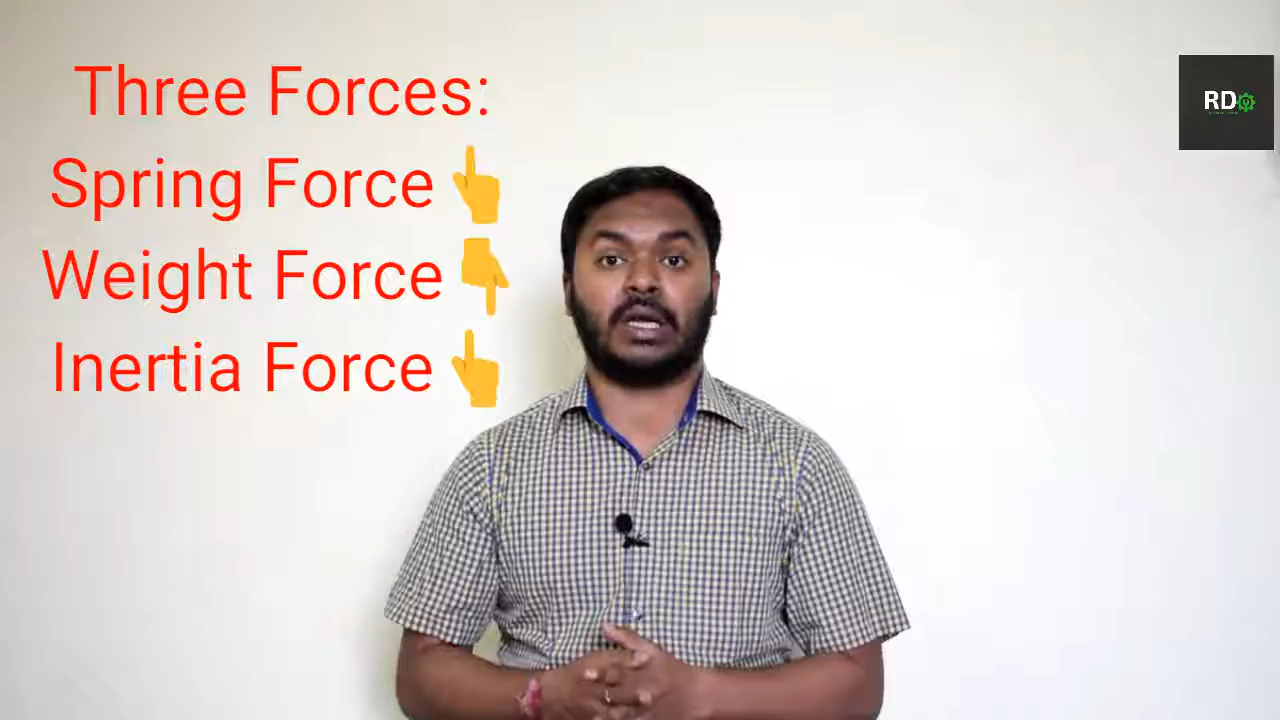 Three Forces:
Spring Force 👆
Weight Force 👇
Inertia Force 👆
RD